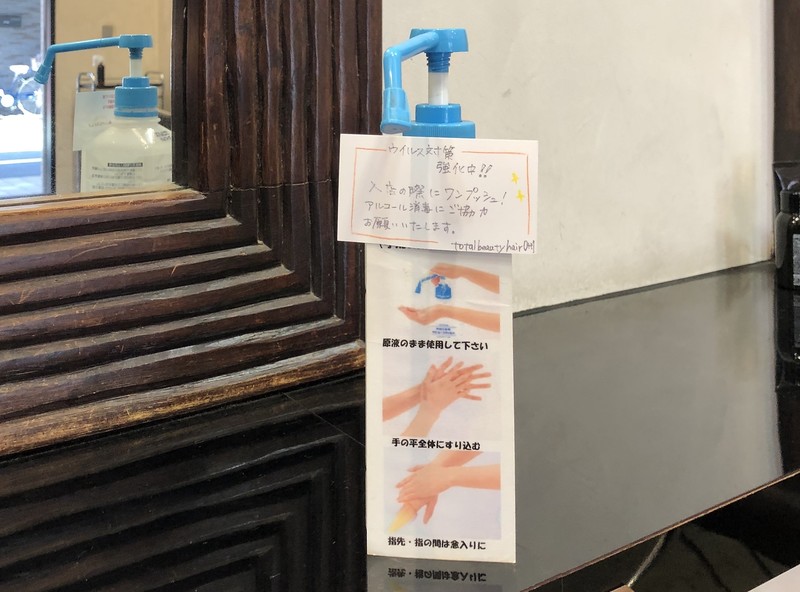 ウイルス対策
強化中!!
入店の際にワンプッシュ!
アルコール消毒にご協力
お願いいたします。
total beauty hair
原液のまま使用して下さい
手の平全体にすり込む
指先・指の間は念入りに